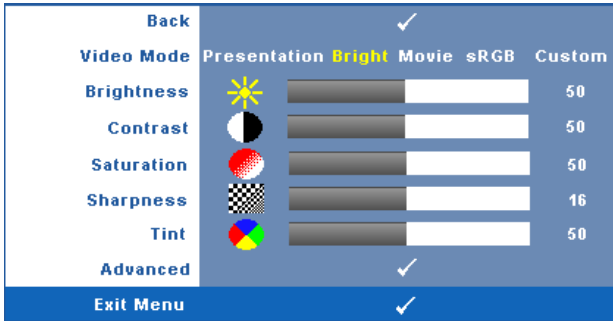 Back
Video Mode Presentation Bright Movie sRGB Custom
Brightness 50
Contrast 50
Saturation 50
Sharpness 16
Tint 50
Advanced
Exit Menu